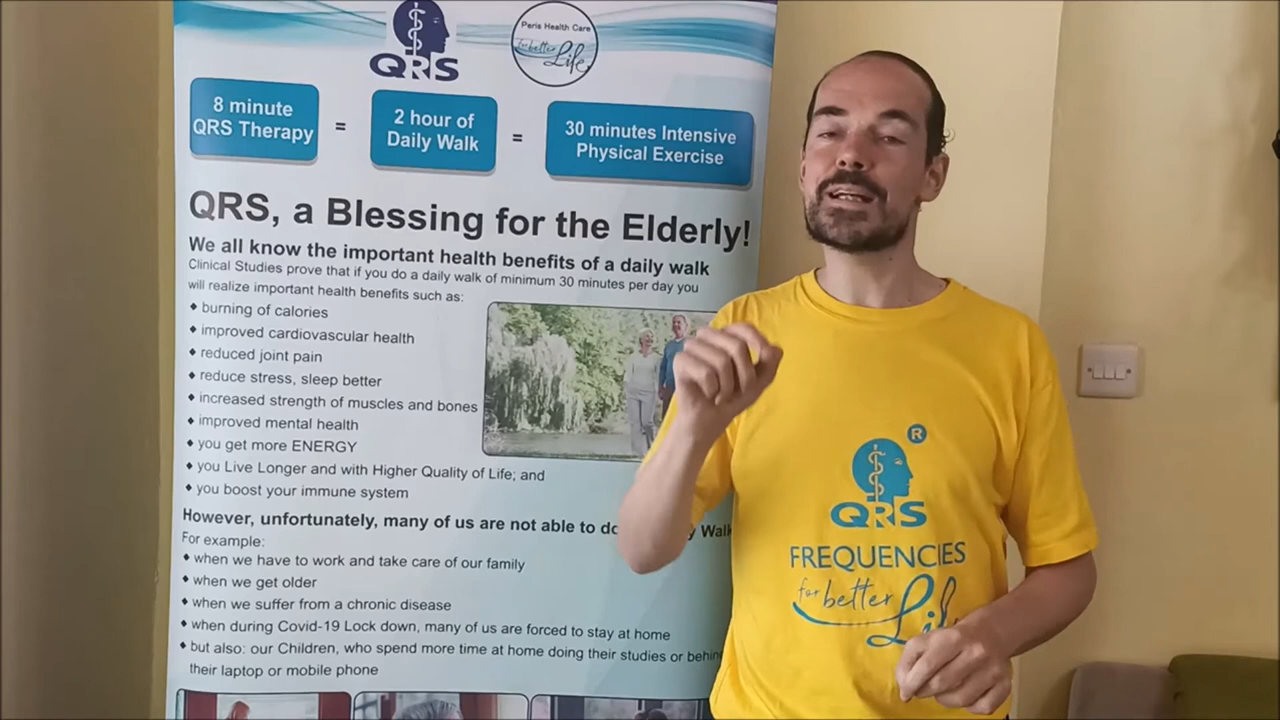 QRS
Peris Health Care
for better
Life
8 minute
QRS Therapy
=
2 hour of
Daily Walk
=
30 minutes Intensive
Physical Exercise
QRS, a Blessing for the Elderly!
We all know the important health benefits of a daily walk
Clinical Studies prove that if you do a daily walk of minimum 30 minutes per day you
will realize important health benefits such as:
burning of calories
improved cardiovascular health
reduced joint pain
reduce stress, sleep better
increased strength of muscles and bones
improved mental health
you get more ENERGY
you Live Longer and with Higher Quality of Life; and
you boost your immune system
However, unfortunately, many of us are not able to do y Walk
For example:
when we have to work and take care of our family
when we get older
when we suffer from a chronic disease
when during Covid-19 Lock down, many of us are forced to stay at home
but also: our Children, who spend more time at home doing their studies or behin
their laptop or mobile phone
®
QRS
FREQUENCIES
for better
Lif